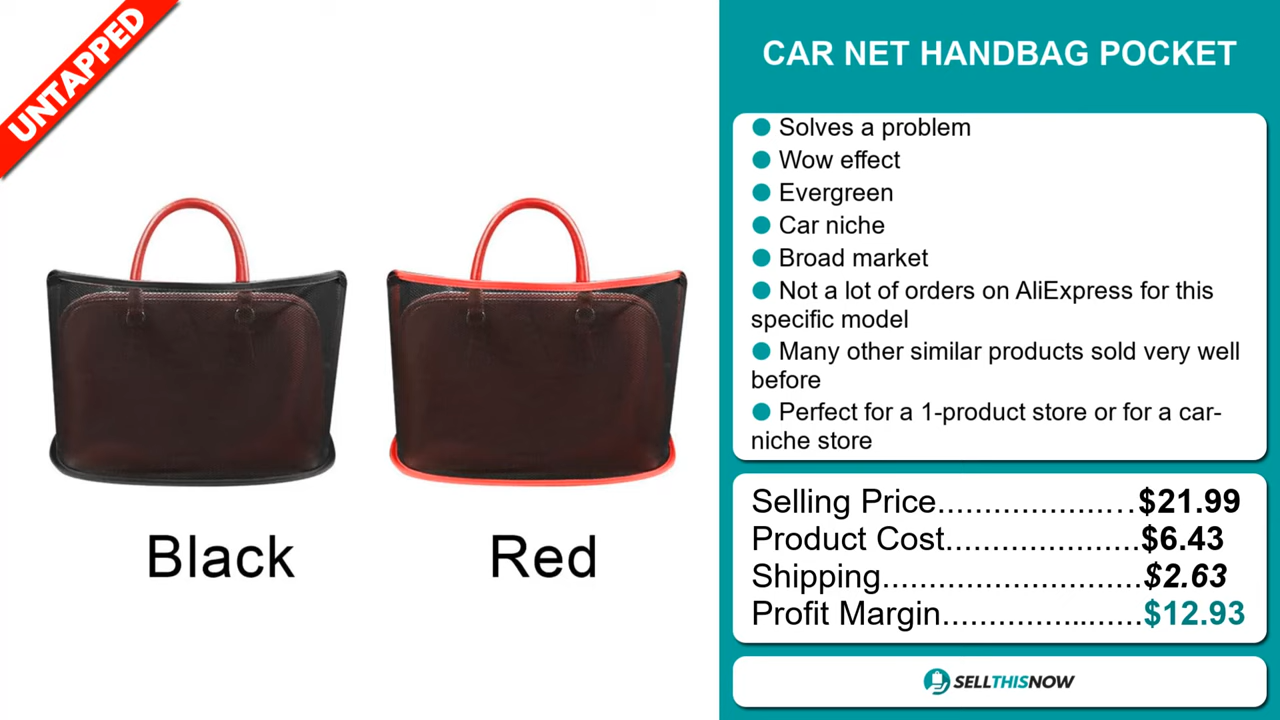 UNTAPPED
CAR NET HANDBAG POCKET
Solves a problem
Wow effect
Evergreen
Car niche
Broad market
Not a lot of orders on AliExpress for this
specific model
Many other similar products sold very well
before
Perfect for a 1-product store or for a car-
niche store
Black
Red
Selling Price.....................$21.99
Product Cost.....................$6.43
Shipping............................$2.63
Profit Margin......................$12.93
SELLTHISNOW